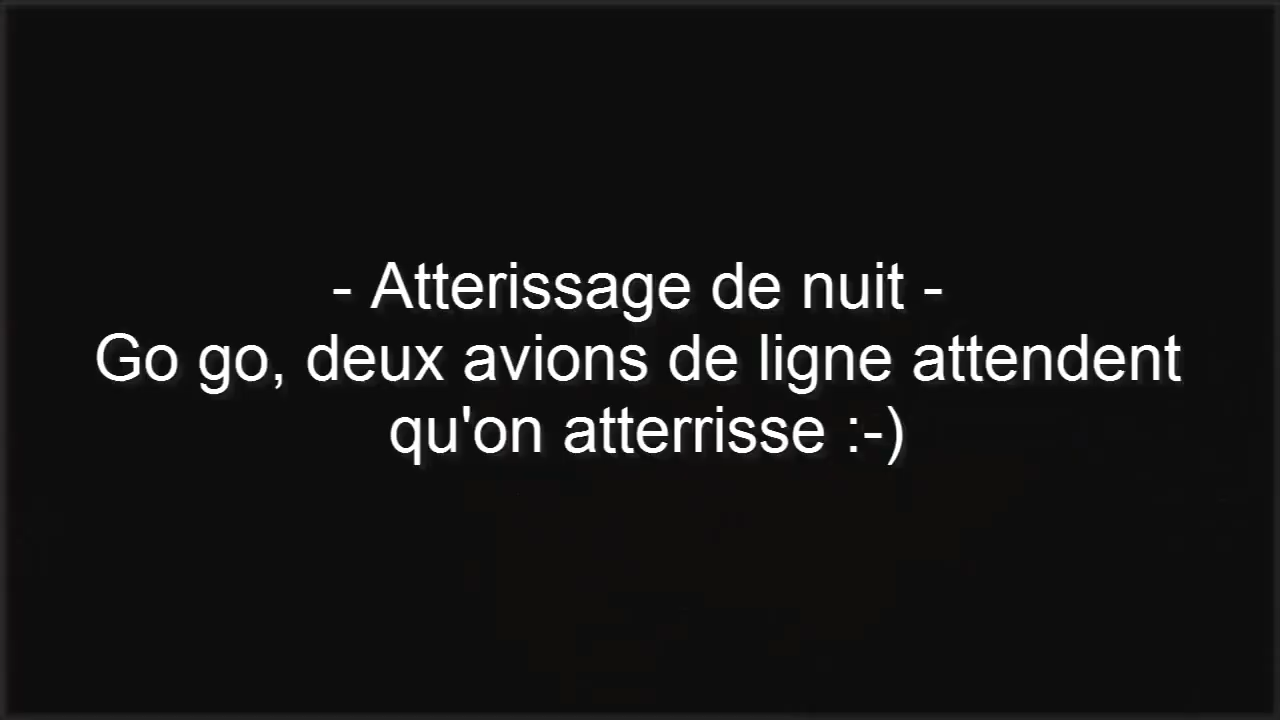 - Atterissage de nuit -
Go go, deux avions de ligne attendent
qu'on atterrisse :-)